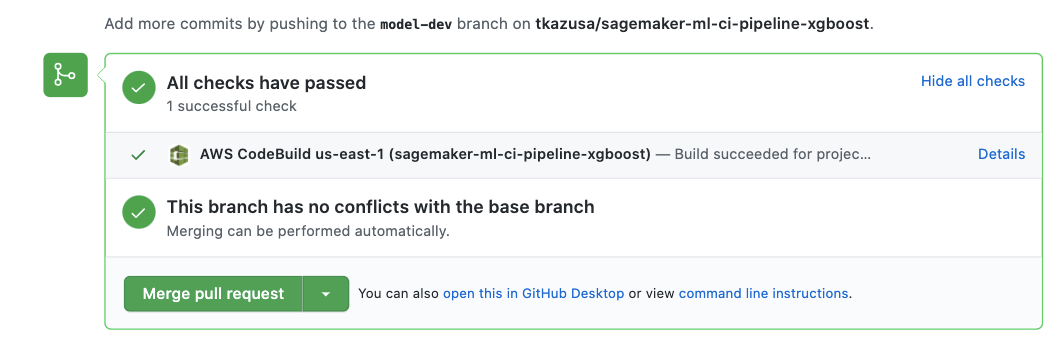 Add more commits by pushing to the model-dev branch on tkazusa/sagemaker-ml-ci-pipeline-xgboost.
All checks have passed
Hide all checks
1 successful check
AWS CodeBuild us-east-1 (sagemaker-ml-ci-pipeline-xgboost) — Build succeeded for projec...
Details
This branch has no conflicts with the base branch
Merging can be performed automatically.
Merge pull request
You can also open this in GitHub Desktop or view command line instructions.